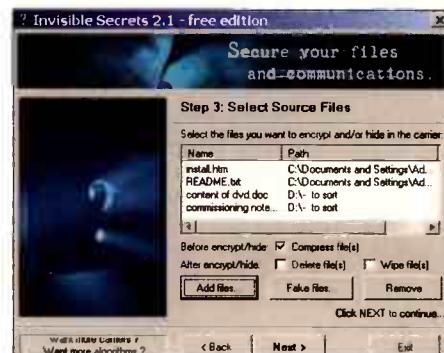 ? Invisible Secrets 2.1 - free edition
Secure your files
and communications.
Step 3: Select Source Files
Select the files you want to encrypt and/or hide in the carrier
Name Path
install.htm C:\Documents and Settings\Ad...
README.txt C:\Documents and Settings\Ad...
content of dvd.doc D:\- to sort
commissioning note... D:\- to sort
Before encrypt/hide: Compress file(s)
After encrypt/hide: Delete file(s) Wipe file(s)
Add files. Fake files. Remove
Click NEXT to continue...
Want more carriers ?
Want more algorithms ?
< Back Next > Exit